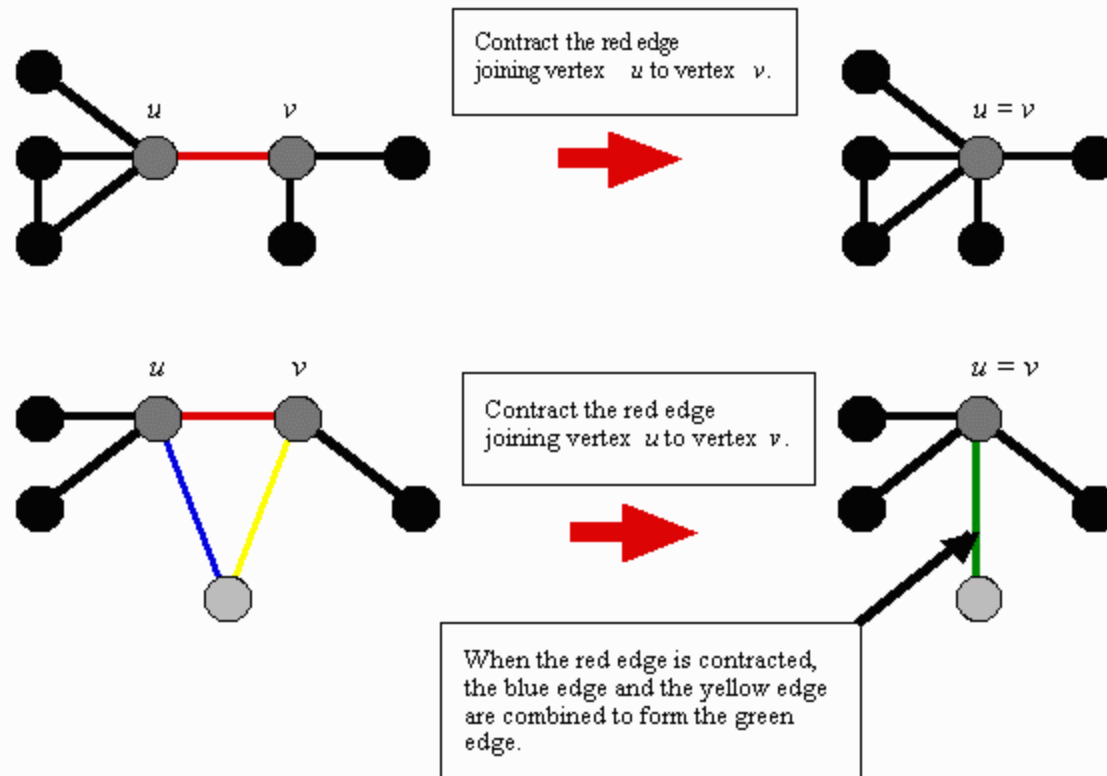 Contract the red edge
joining vertex u to vertex v.
u v
u = v
u v
u = v
Contract the red edge
joining vertex u to vertex v.
When the red edge is contracted,
the blue edge and the yellow edge
are combined to form the green
edge.